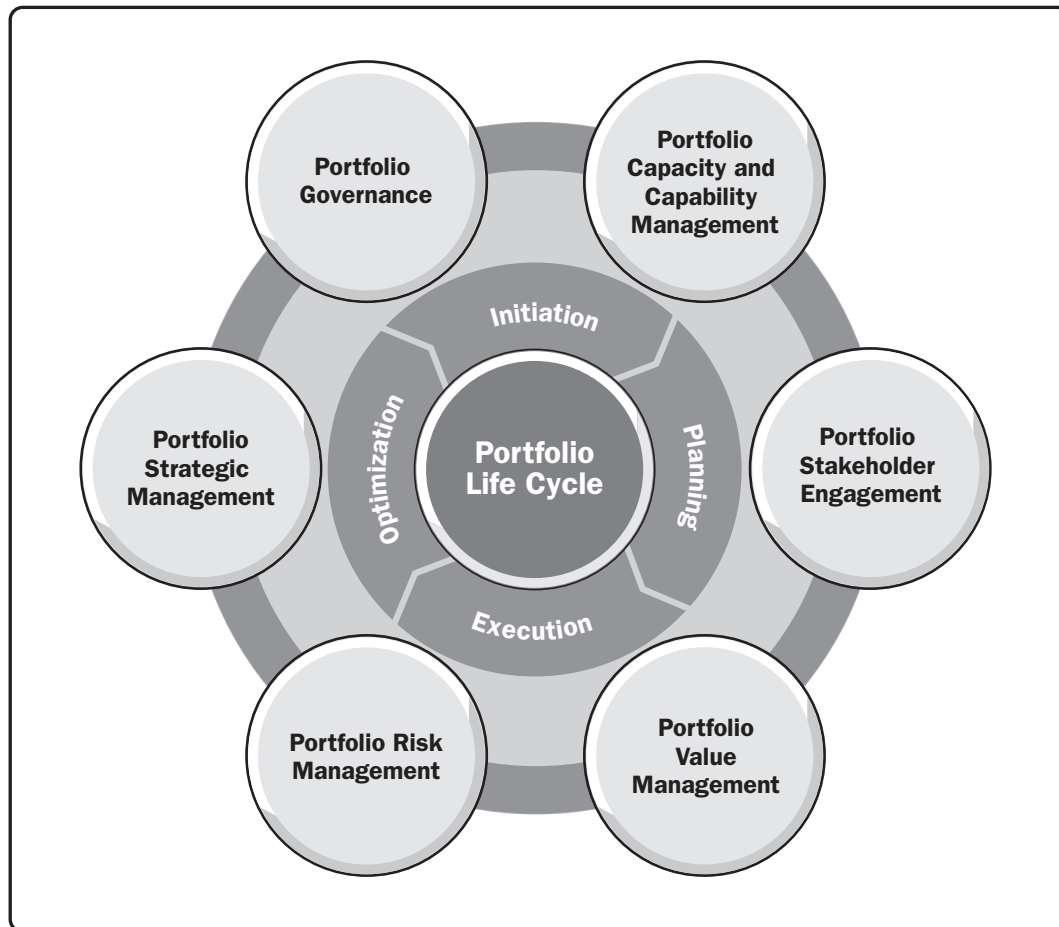 Portfolio
Governance
Portfolio
Capacity and
Capability
Management
Initiation
Portfolio
Strategic
Management
Optimization
Portfolio
Life Cycle
Planning
Portfolio
Stakeholder
Engagement
Execution
Portfolio Risk
Management
Portfolio
Value
Management